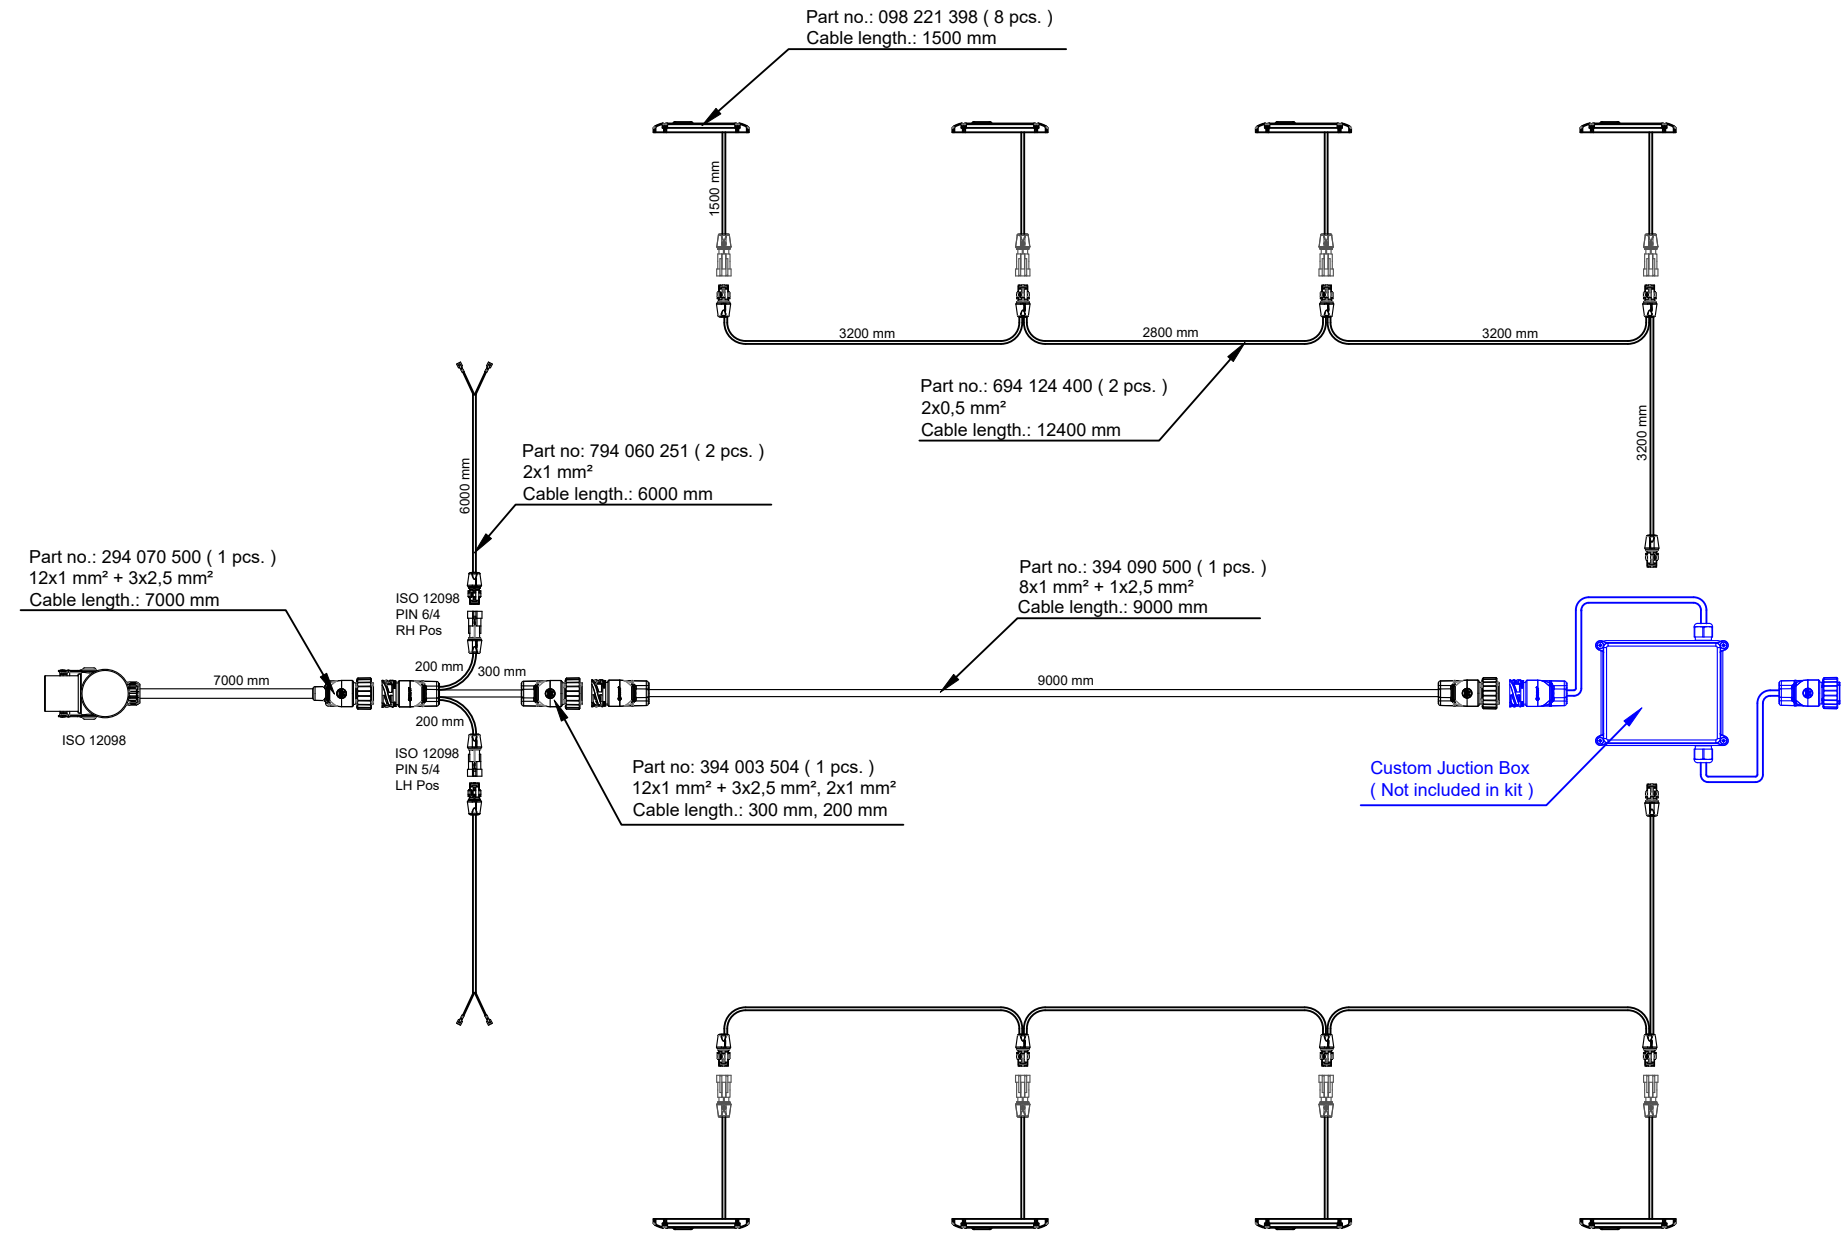 Part no.: 098 221 398 ( 8 pcs. )
Cable length.: 1500 mm
1500 mm
3200 mm
2800 mm
3200 mm
Part no.: 694 124 400 ( 2 pcs. )
2x0,5 mm²
Cable length.: 12400 mm
3200 mm
Part no: 794 060 251 ( 2 pcs. )
2x1 mm²
Cable length.: 6000 mm
6000 mm
Part no.: 294 070 500 ( 1 pcs. )
12x1 mm² + 3x2,5 mm²
Cable length.: 7000 mm
ISO 12098
PIN 6/4
RH Pos
Part no.: 394 090 500 ( 1 pcs. )
8x1 mm² + 1x2,5 mm²
Cable length.: 9000 mm
200 mm
300 mm
7000 mm
9000 mm
200 mm
ISO 12098
ISO 12098
PIN 5/4
LH Pos
Part no: 394 003 504 ( 1 pcs. )
12x1 mm² + 3x2,5 mm², 2x1 mm²
Cable length.: 300 mm, 200 mm
Custom Juction Box
( Not included in kit )